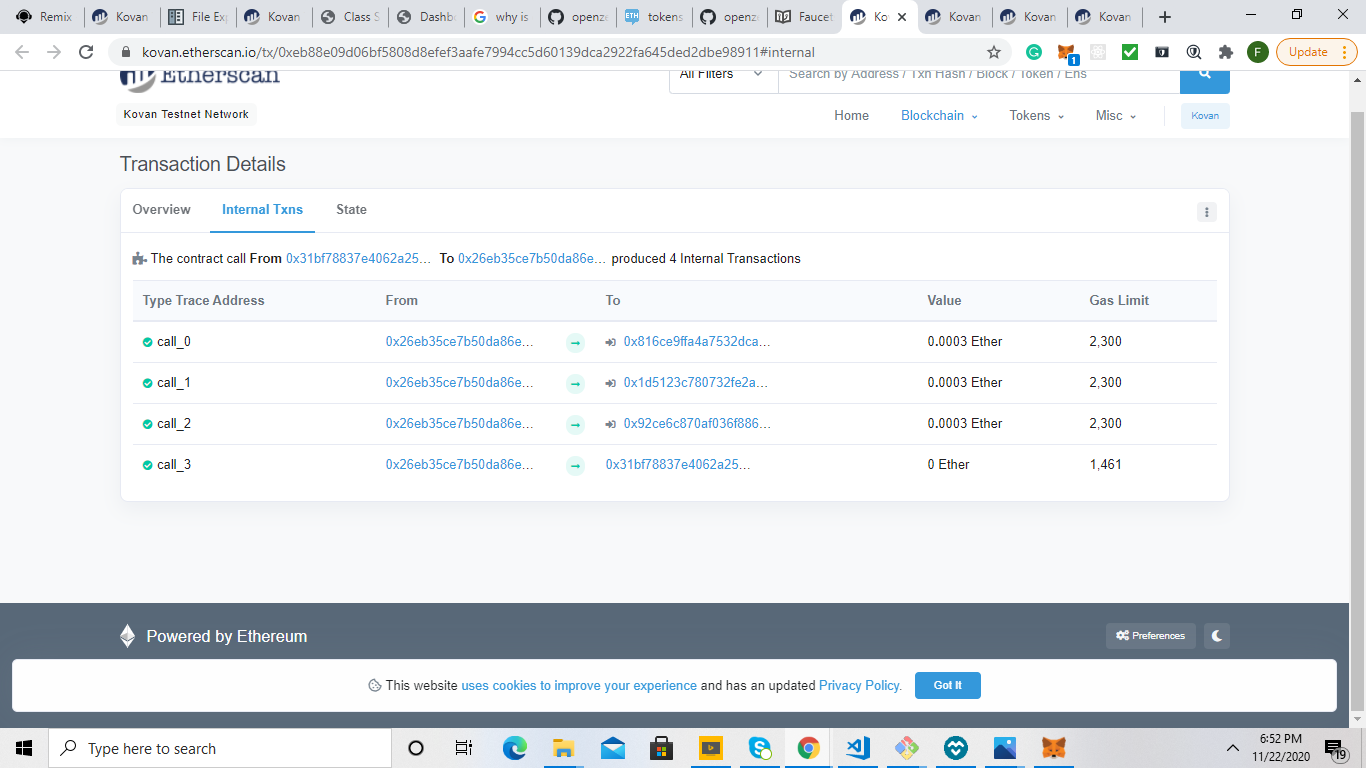 Remix
Kovan
File Exp
Kovan
Class S
Dashbo
why is
openze
tokens
openze
Faucet
Ko
Kovan
Kovan
Kovan
kovan.etherscan.io/tx/0xeb88e09d06bf5808d8efef3aafe7994cc5d60139dca2922fa645ded2dbe98911#internal
1
F
Update
Etherscan
All Filters
Search by Address / Txn Hash / Block / Token / Ens
Kovan Testnet Network
Home Blockchain Tokens Misc Kovan
Transaction Details
Overview Internal Txns State
The contract call From 0x31bf78837e4062a25... To 0x26eb35ce7b50da86e... produced 4 Internal Transactions
Type Trace Address From To Value Gas Limit
call_0 0x26eb35ce7b50da86e... 0x816ce9ffa4a7532dca... 0.0003 Ether 2,300
call_1 0x26eb35ce7b50da86e... 0x1d5123c780732fe2a... 0.0003 Ether 2,300
call_2 0x26eb35ce7b50da86e... 0x92ce6c870af036f886... 0.0003 Ether 2,300
call_3 0x26eb35ce7b50da86e... 0x31bf78837e4062a25... 0 Ether 1,461
Powered by Ethereum
Preferences
This website uses cookies to improve your experience and has an updated Privacy Policy. Got It
Type here to search
6:52 PM
11/22/2020
19